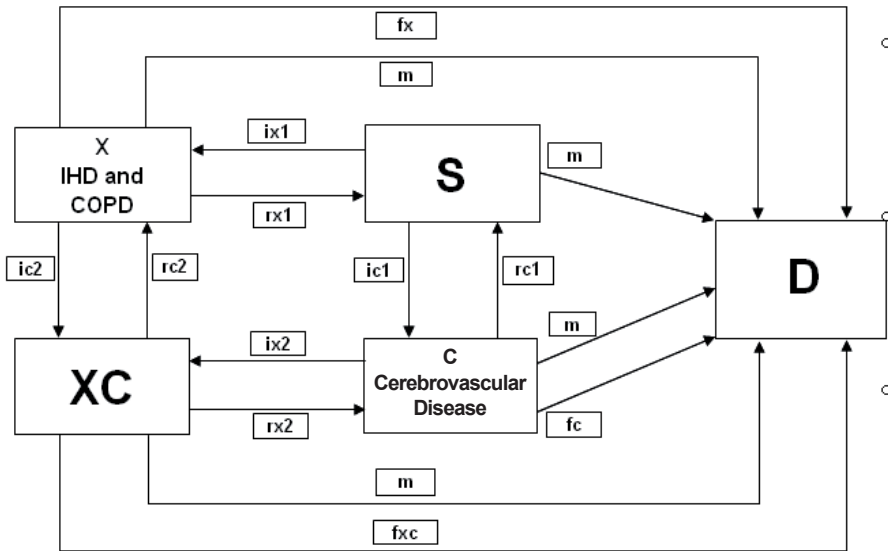 fx
m
ix1
X
IHD and
COPD
S
m
rx1
ic2
rc2
ic1
rc1
D
m
ix2
XC
C
Cerebrovascular
Disease
rx2
fc
m
fxc